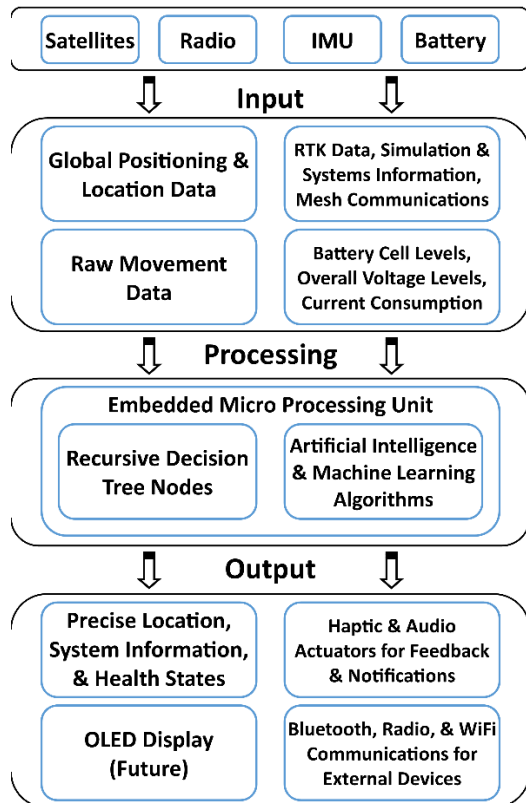 Satellites Radio IMU Battery
Input
Global Positioning &
Location Data
RTK Data, Simulation &
Systems Information,
Mesh Communications
Raw Movement
Data
Battery Cell Levels,
Overall Voltage Levels,
Current Consumption
Processing
Embedded Micro Processing Unit
Recursive Decision
Tree Nodes
Artificial Intelligence
& Machine Learning
Algorithms
Output
Precise Location,
System Information,
& Health States
Haptic & Audio
Actuators for Feedback
& Notifications
OLED Display
(Future)
Bluetooth, Radio, & WiFi
Communications for
External Devices